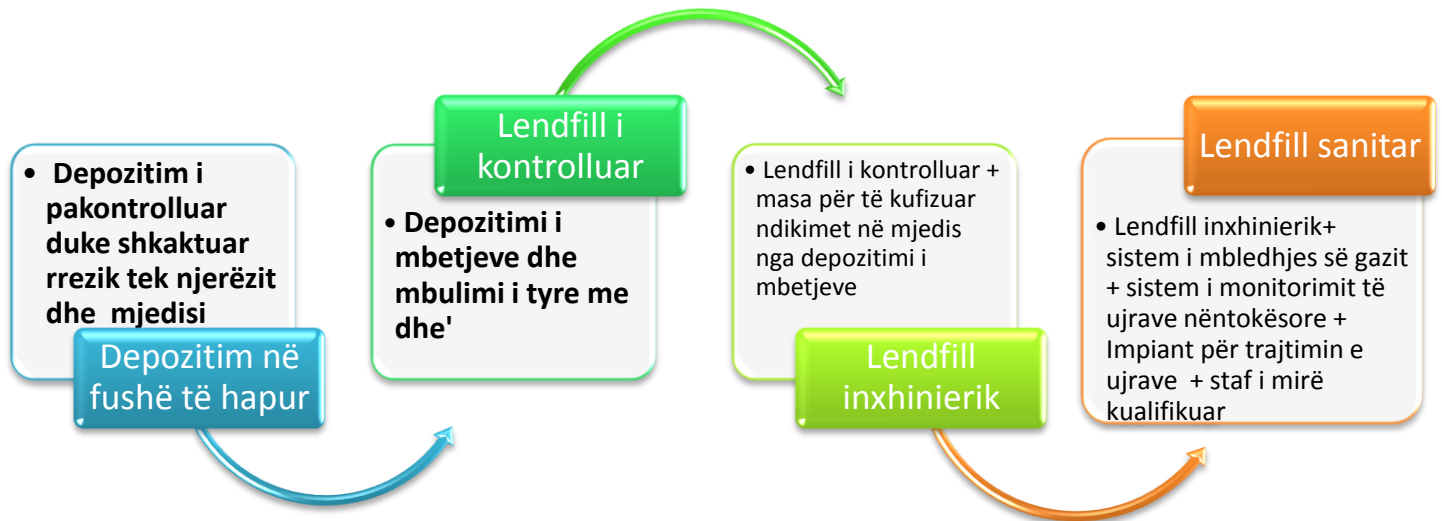 • Depozitim i
pakontrolluar
duke shkaktuar
rrezik tek njerëzit
dhe mjedisi
Depozitim në
fushë të hapur
Lendfill i
kontrolluar
• Depozitimi i
mbetjeve dhe
mbulimi i tyre me
dhe'
• Lendfill i kontrolluar +
masa për të kufizuar
ndikimet në mjedis
nga depozitimi i
mbetjeve
Lendfill
inxhinierik
Lendfill sanitar
• Lendfill inxhinierik+
sistem i mbledhjes së gazit
+ sistem i monitorimit të
ujrave nëntokësore +
Impiant për trajtimin e
ujrave + staf i mirë
kualifikuar